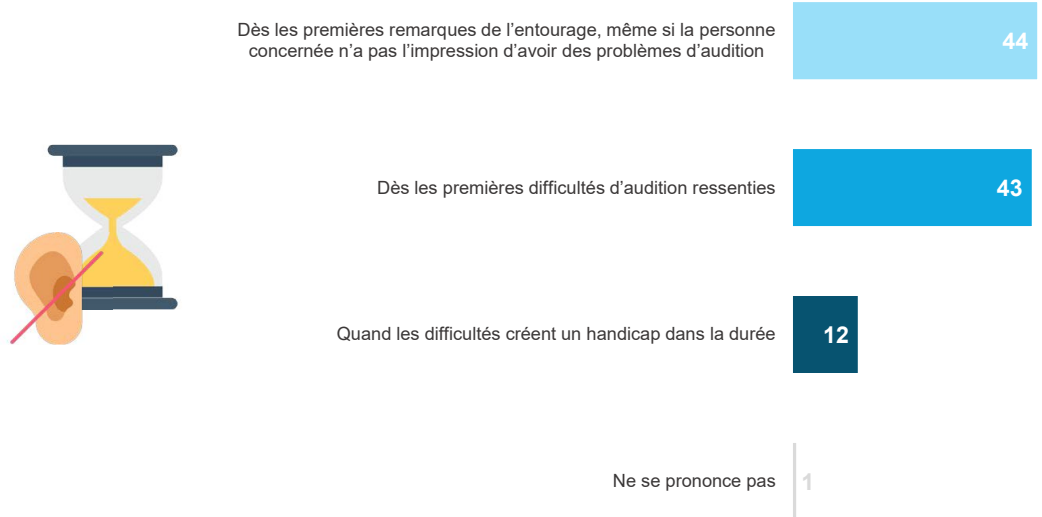 Dès les premières remarques de l’entourage, même si la personne
concernée n’a pas l’impression d’avoir des problèmes d’audition
44
Dès les premières difficultés d’audition ressenties
43
Quand les difficultés créent un handicap dans la durée
12
Ne se prononce pas
1